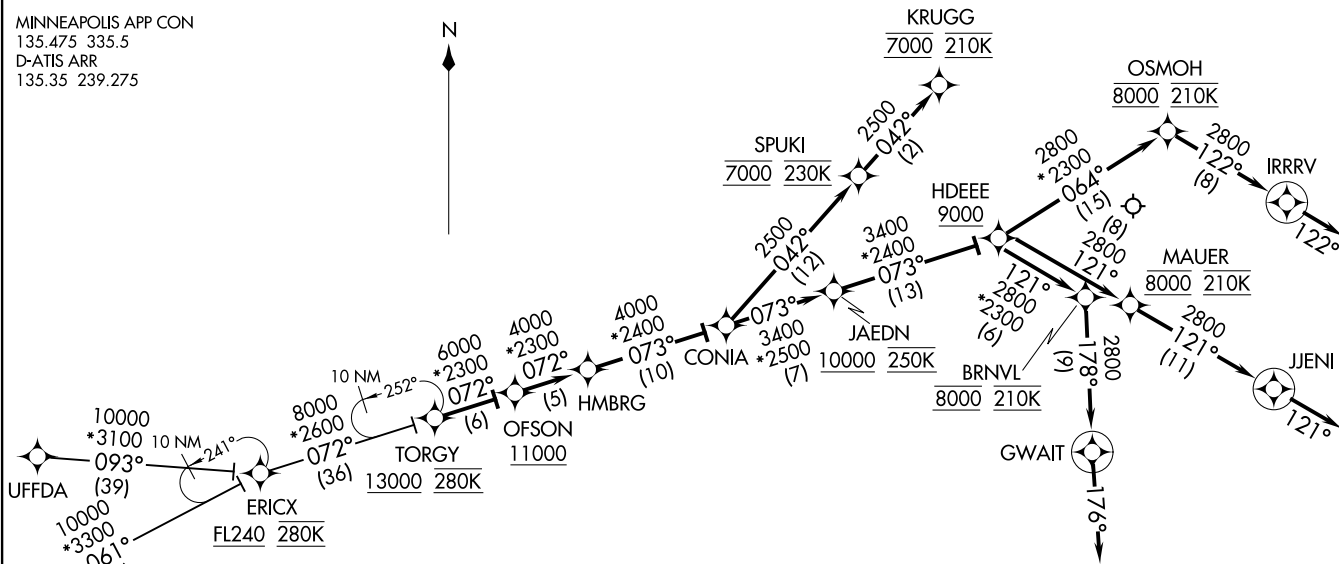 MINNEAPOLIS APP CON
135.475 335.5
D-ATIS ARR
135.35 239.275
N
KRUGG
7000 210K
OSMOH
8000 210K
2500
042°
(2)
SPUKI
7000 230K
2800
*2300
064°
(15)
2800
122°
(8)
IRRRV
122°
HDEEE
9000
(8)
2800
121°
2500
042°
(12)
3400
*2400
073°
(13)
MAUER
8000 210K
121°
2800
*2300
(6)
073°
3400
*2500
(7)
JAEDN
10000 250K
CONIA
4000
*2400
073°
(10)
2800
121°
(11)
BRNVL
8000 210K
2800
178°
(9)
JJENI
121°
4000
*2300
072°
(5)
HMBRG
6000
*2300
072°
(6)
OFSON
11000
10 NM
252°
8000
*2600
072°
(36)
TORGY
13000 280K
GWAIT
176°
10000
*3100
093°
(39)
10 NM
241°
UFFDA
ERICX
FL240 280K
10000
*3300
061°